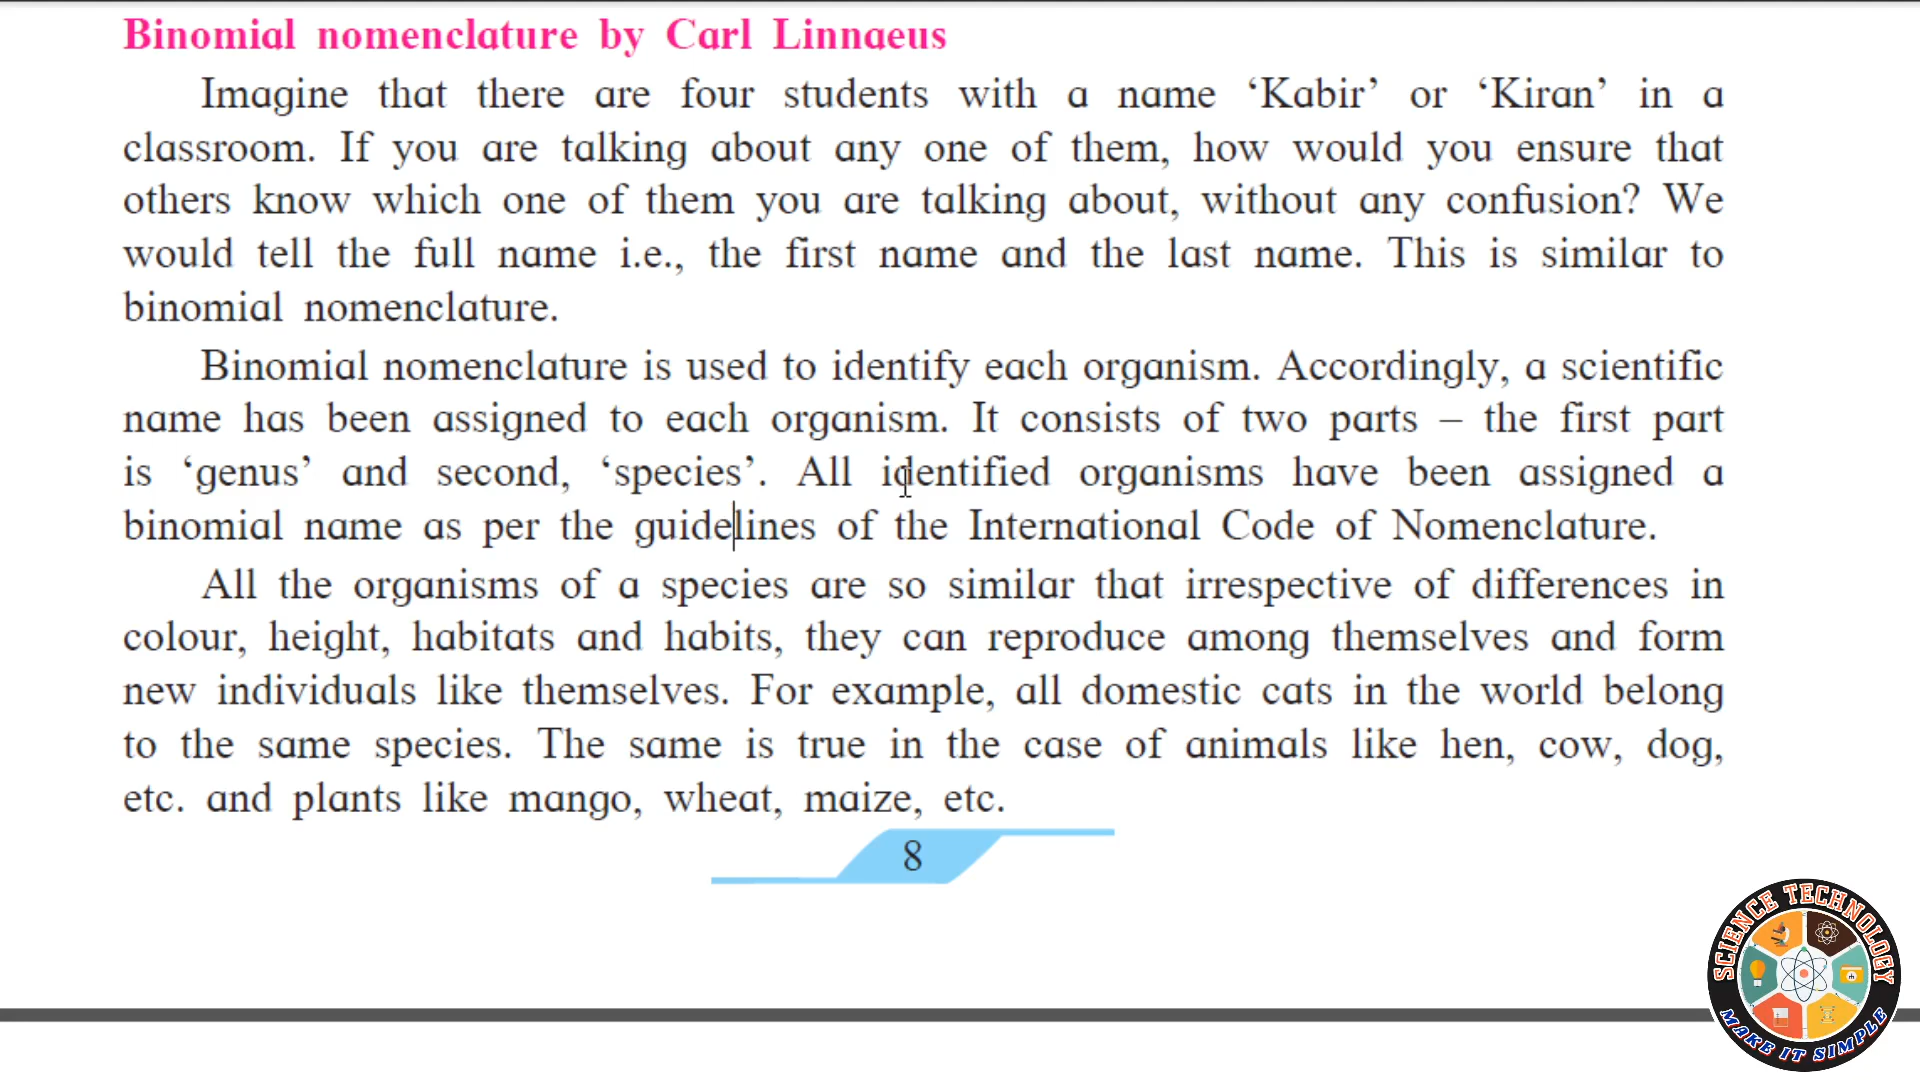 Binomial nomenclature by Carl Linnaeus
Imagine that there are four students with a name ‘Kabir’ or ‘Kiran’ in a
classroom. If you are talking about any one of them, how would you ensure that
others know which one of them you are talking about, without any confusion? We
would tell the full name i.e., the first name and the last name. This is similar to
binomial nomenclature.
Binomial nomenclature is used to identify each organism. Accordingly, a scientific
name has been assigned to each organism. It consists of two parts – the first part
is ‘genus’ and second, ‘species’. All identified organisms have been assigned a
binomial name as per the guidelines of the International Code of Nomenclature.
All the organisms of a species are so similar that irrespective of differences in
colour, height, habitats and habits, they can reproduce among themselves and form
new individuals like themselves. For example, all domestic cats in the world belong
to the same species. The same is true in the case of animals like hen, cow, dog,
etc. and plants like mango, wheat, maize, etc.
8
SCIENCE TECHNOLOGY
MAKE IT SIMPLE